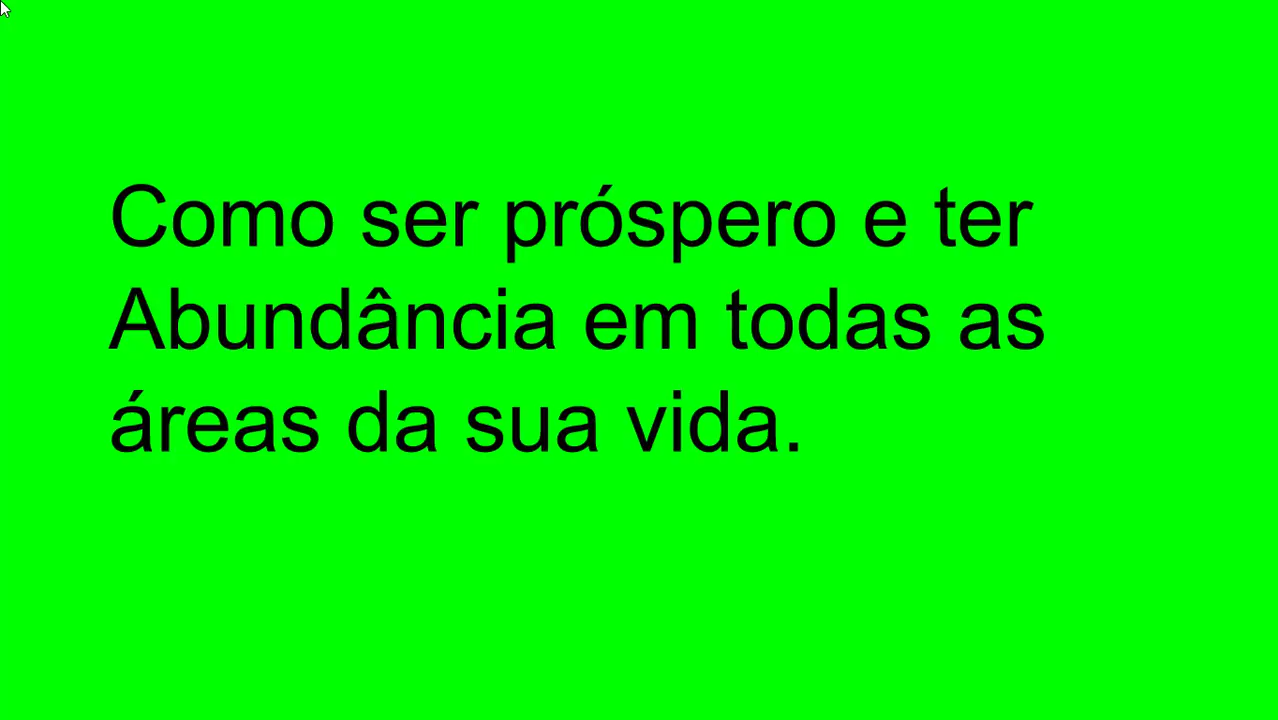 Como ser próspero e ter
Abundância em todas as
áreas da sua vida.